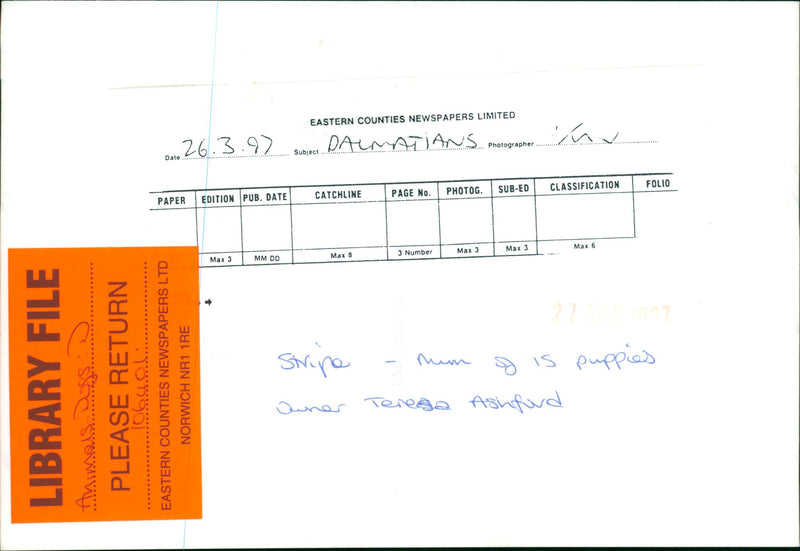 EASTERN COUNTIES NEWSPAPERS LIMITED
Date 26.3.97 Subject DALMATIANS Photographer
PAPER EDITION PUB. DATE CATCHLINE PAGE No. PHOTOG. SUB-ED CLASSIFICATION FOLIO
Max 3 MM DD Max 8 3 Number Max 3 Max 3 Max 6
27 MAR 1997
Stripe - Mum of 15 puppies
Owner Teresa Ashford
LIBRARY FILE
Animals Dogs: D
PLEASE RETURN
EASTERN COUNTIES NEWSPAPERS LTD
NORWICH NR1 1RE